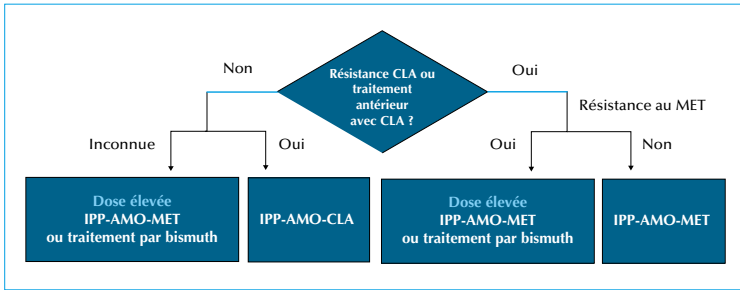 Non
Résistance CLA ou
traitement
antérieur
avec CLA ?
Oui
Résistance au MET
Inconnue
Oui
Oui
Non
Dose élevée
IPP-AMO-MET
ou traitement par bismuth
IPP-AMO-CLA
Dose élevée
IPP-AMO-MET
ou traitement par bismuth
IPP-AMO-MET